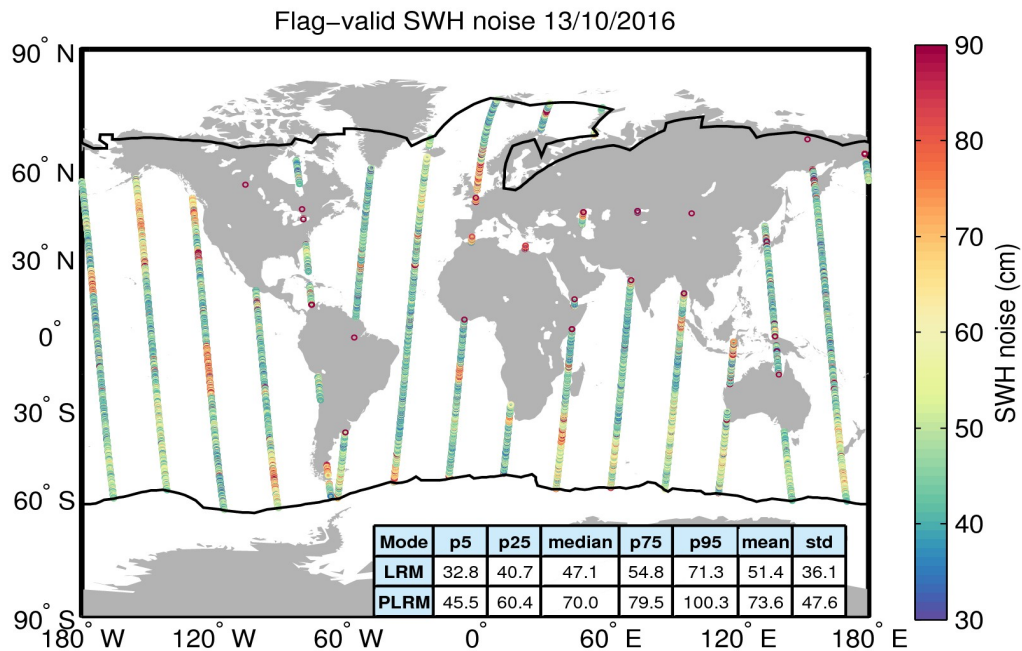 Flag−valid SWH noise 13/10/2016
90° N
60° N
30° N
0°
30° S
60° S
90° S
180° W
120° W
60° W
0°
60° E
120° E
180° E
Mode p5 p25 median p75 p95 mean std
LRM 32.8 40.7 47.1 54.8 71.3 51.4 36.1
PLRM 45.5 60.4 70.0 79.5 100.3 73.6 47.6
90
80
70
60
50
40
30
SWH noise (cm)